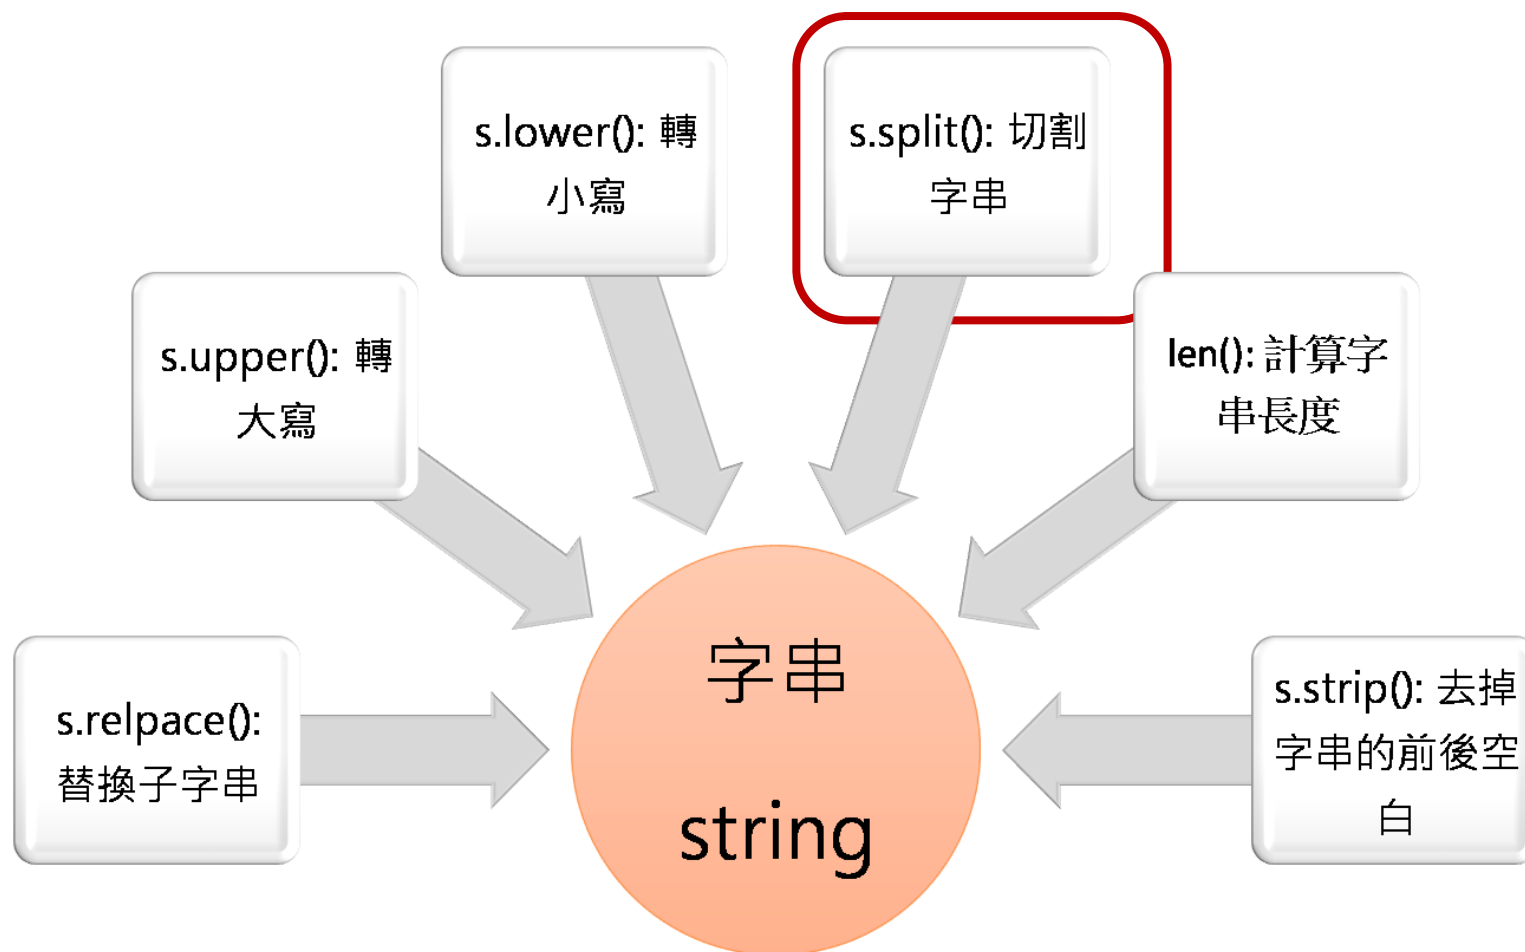 s.lower(): 轉
小寫
s.split(): 切割
字串
s.upper(): 轉
大寫
len(): 計算字
串長度
s.relpace():
替換子字串
字串
string
s.strip(): 去掉
字串的前後空
白